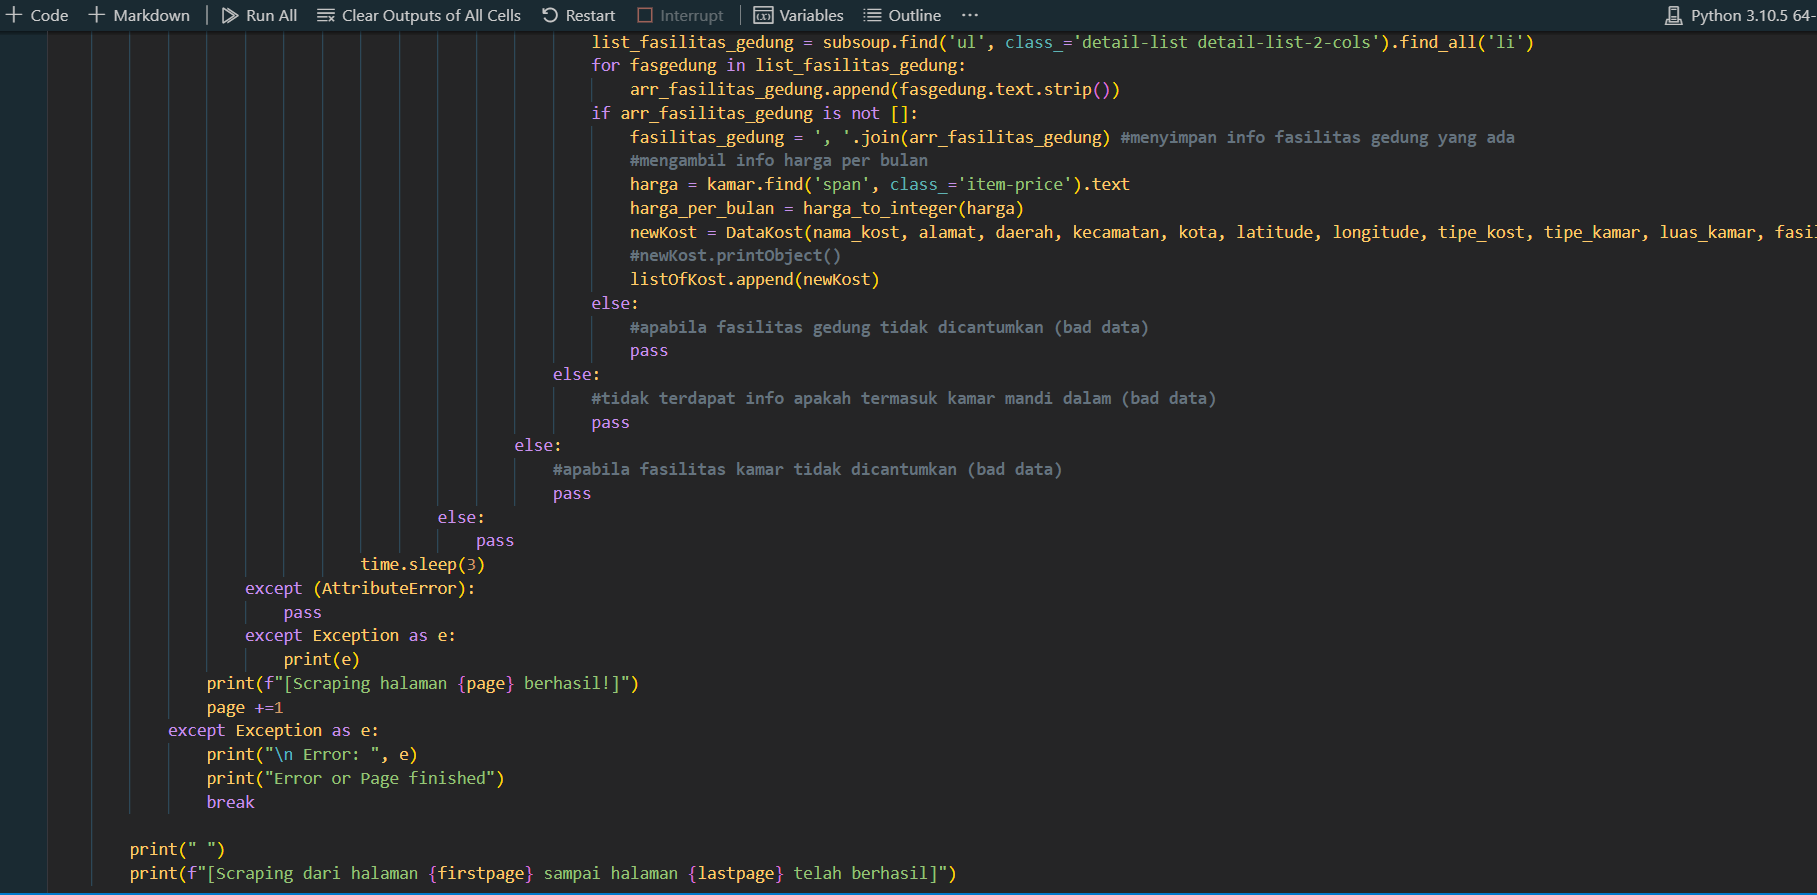 Code Markdown Run All Clear Outputs of All Cells Restart Interrupt Variables Outline ··· Python 3.10.5 64-
list_fasilitas_gedung = subsoup.find('ul', class_='detail-list detail-list-2-cols').find_all('li')
for fasgedung in list_fasilitas_gedung:
arr_fasilitas_gedung.append(fasgedung.text.strip())
if arr_fasilitas_gedung is not []:
fasilitas_gedung = ', '.join(arr_fasilitas_gedung) #menyimpan info fasilitas gedung yang ada
#mengambil info harga per bulan
harga = kamar.find('span', class_='item-price').text
harga_per_bulan = harga_to_integer(harga)
newKost = DataKost(nama_kost, alamat, daerah, kecamatan, kota, latitude, longitude, tipe_kost, tipe_kamar, luas_kamar, fasil
#newKost.printObject()
listOfKost.append(newKost)
else:
#apabila fasilitas gedung tidak dicantumkan (bad data)
pass
else:
#tidak terdapat info apakah termasuk kamar mandi dalam (bad data)
pass
else:
#apabila fasilitas kamar tidak dicantumkan (bad data)
pass
else:
pass
time.sleep(3)
except (AttributeError):
pass
except Exception as e:
print(e)
print(f"[Scraping halaman {page} berhasil!]")
page +=1
except Exception as e:
print("\n Error: ", e)
print("Error or Page finished")
break
print(" ")
print(f"[Scraping dari halaman {firstpage} sampai halaman {lastpage} telah berhasil]")